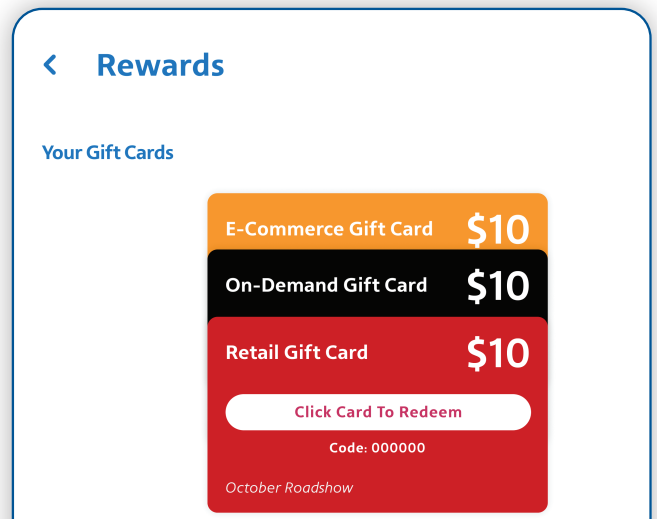 Rewards
Your Gift Cards
E-Commerce Gift Card $10
On-Demand Gift Card $10
Retail Gift Card $10
Click Card To Redeem
Code: 000000
October Roadshow